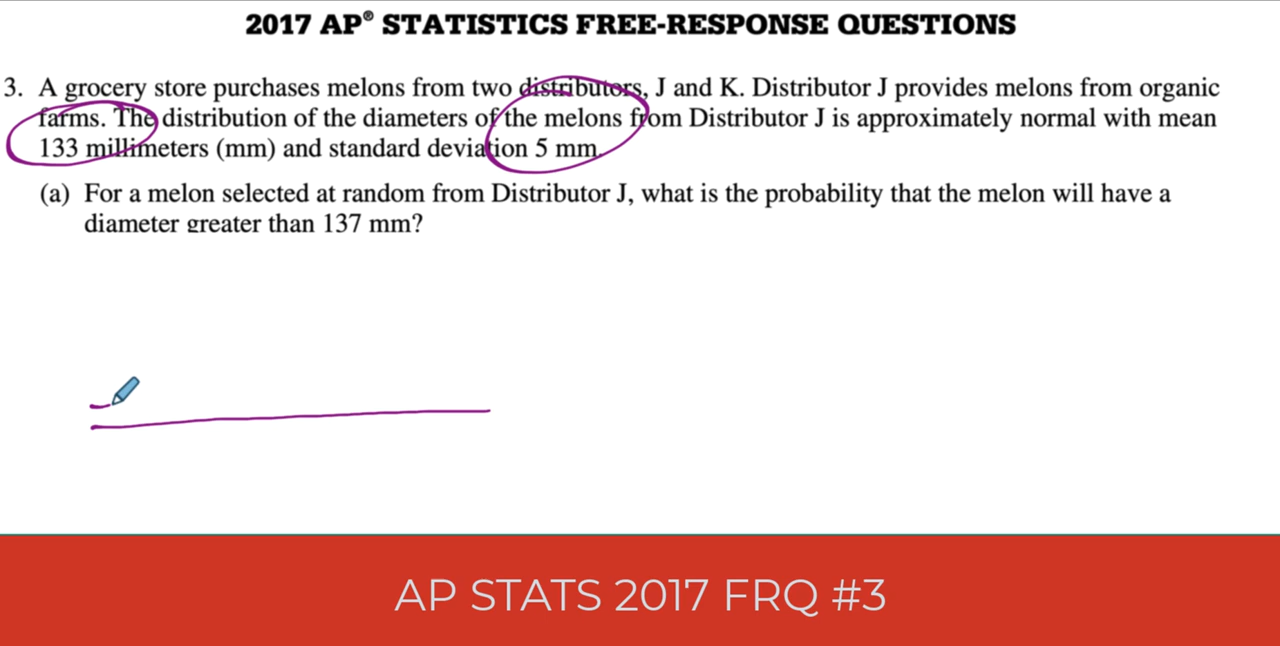 2017 AP® STATISTICS FREE-RESPONSE QUESTIONS
3. A grocery store purchases melons from two distributors, J and K. Distributor J provides melons from organic
farms. The distribution of the diameters of the melons from Distributor J is approximately normal with mean
133 millimeters (mm) and standard deviation 5 mm.
(a) For a melon selected at random from Distributor J, what is the probability that the melon will have a
diameter greater than 137 mm?
AP STATS 2017 FRQ #3